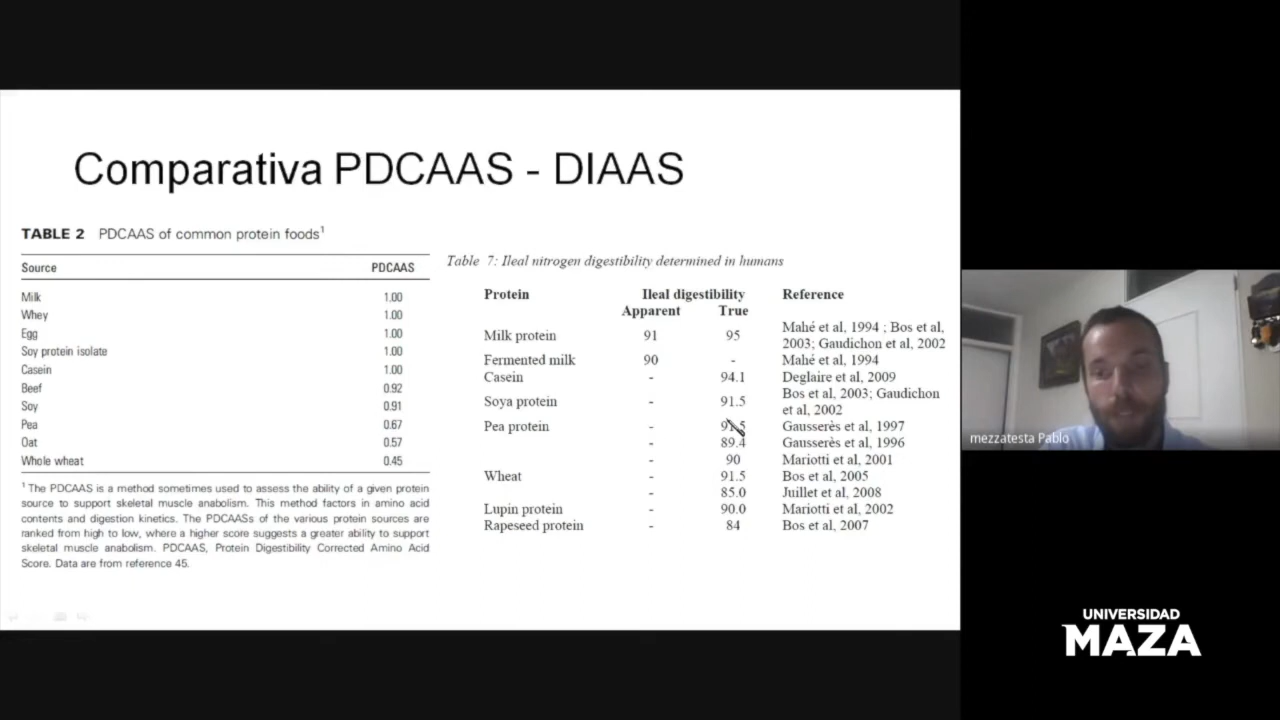 Comparativa PDCAAS - DIAAS
TABLE 2 PDCAAS of common protein foods¹
Source PDCAAS
Milk 1.00
Whey 1.00
Egg 1.00
Soy protein isolate 1.00
Casein 1.00
Beef 0.92
Soy 0.91
Pea 0.67
Oat 0.57
Whole wheat 0.45
¹ The PDCAAS is a method sometimes used to assess the ability of a given protein
source to support skeletal muscle anabolism. This method factors in amino acid
contents and digestion kinetics. The PDCAASs of the various protein sources are
ranked from high to low, where a higher score suggests a greater ability to support
skeletal muscle anabolism. PDCAAS, Protein Digestibility Corrected Amino Acid
Score. Data are from reference 45.
Table 7: Ileal nitrogen digestibility determined in humans
Protein Ileal digestibility Reference
Apparent True
Milk protein 91 95 Mahé et al, 1994 ; Bos et al,
2003; Gaudichon et al, 2002
Fermented milk 90 - Mahé et al, 1994
Casein - 94.1 Deglaire et al, 2009
Soya protein - 91.5 Bos et al, 2003; Gaudichon
et al, 2002
Pea protein - Gausserès et al, 1997
- 89.4 Gausserès et al, 1996
- 90 Mariotti et al, 2001
Wheat - 91.5 Bos et al, 2005
- 85.0 Juillet et al, 2008
Lupin protein - 90.0 Mariotti et al, 2002
Rapeseed protein - 84 Bos et al, 2007
mezzatesta Pablo
UNIVERSIDAD
MAZA